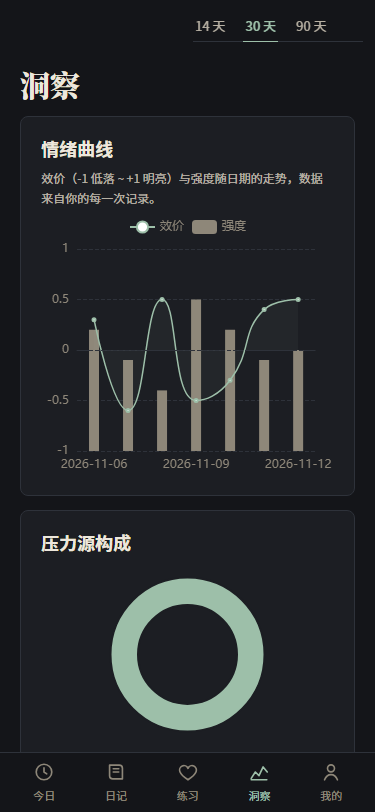 14 天 30 天 90 天
洞察
情绪曲线
效价（-1 低落 ~ +1 明亮）与强度随日期的走势，数据
来自你的每一次记录。
效价 强度
1
0.5
0
-0.5
-1
2026-11-06 2026-11-09 2026-11-12
压力源构成
今日 日记 练习 洞察 我的